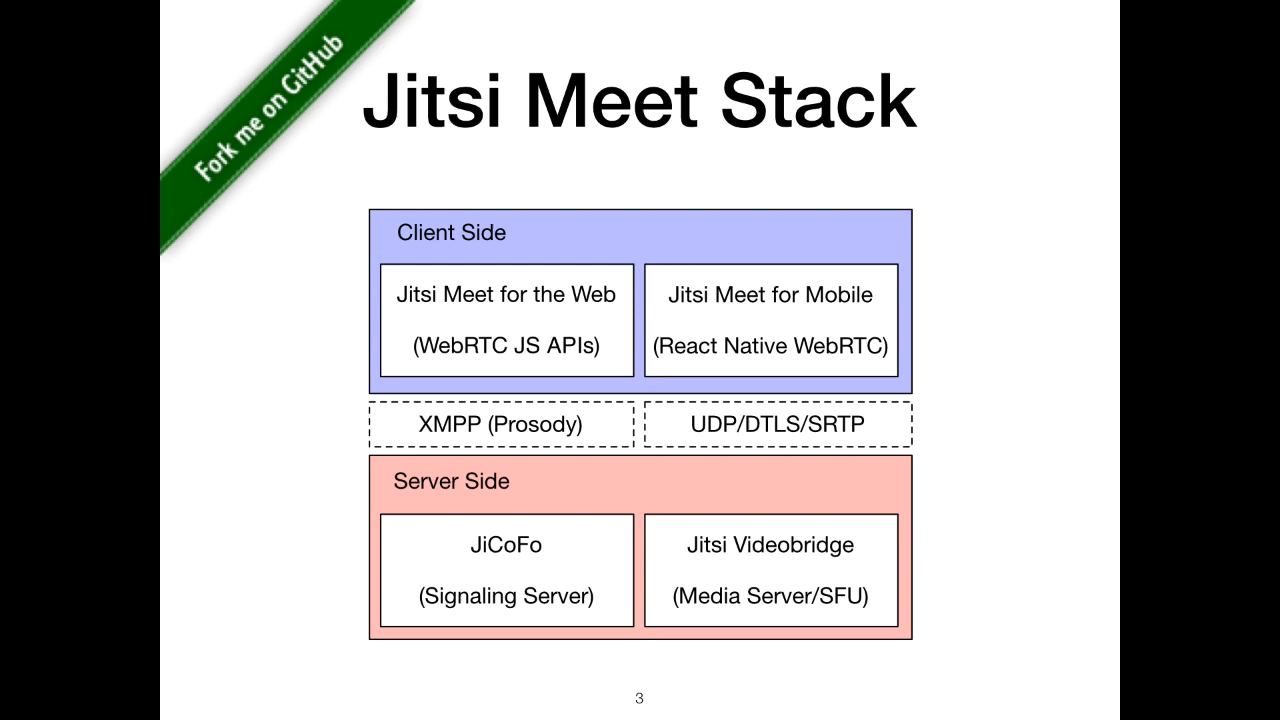 Fork me on GitHub
Jitsi Meet Stack
Client Side
Jitsi Meet for the Web
(WebRTC JS APIs)
Jitsi Meet for Mobile
(React Native WebRTC)
XMPP (Prosody)
UDP/DTLS/SRTP
Server Side
JiCoFo
(Signaling Server)
Jitsi Videobridge
(Media Server/SFU)
3